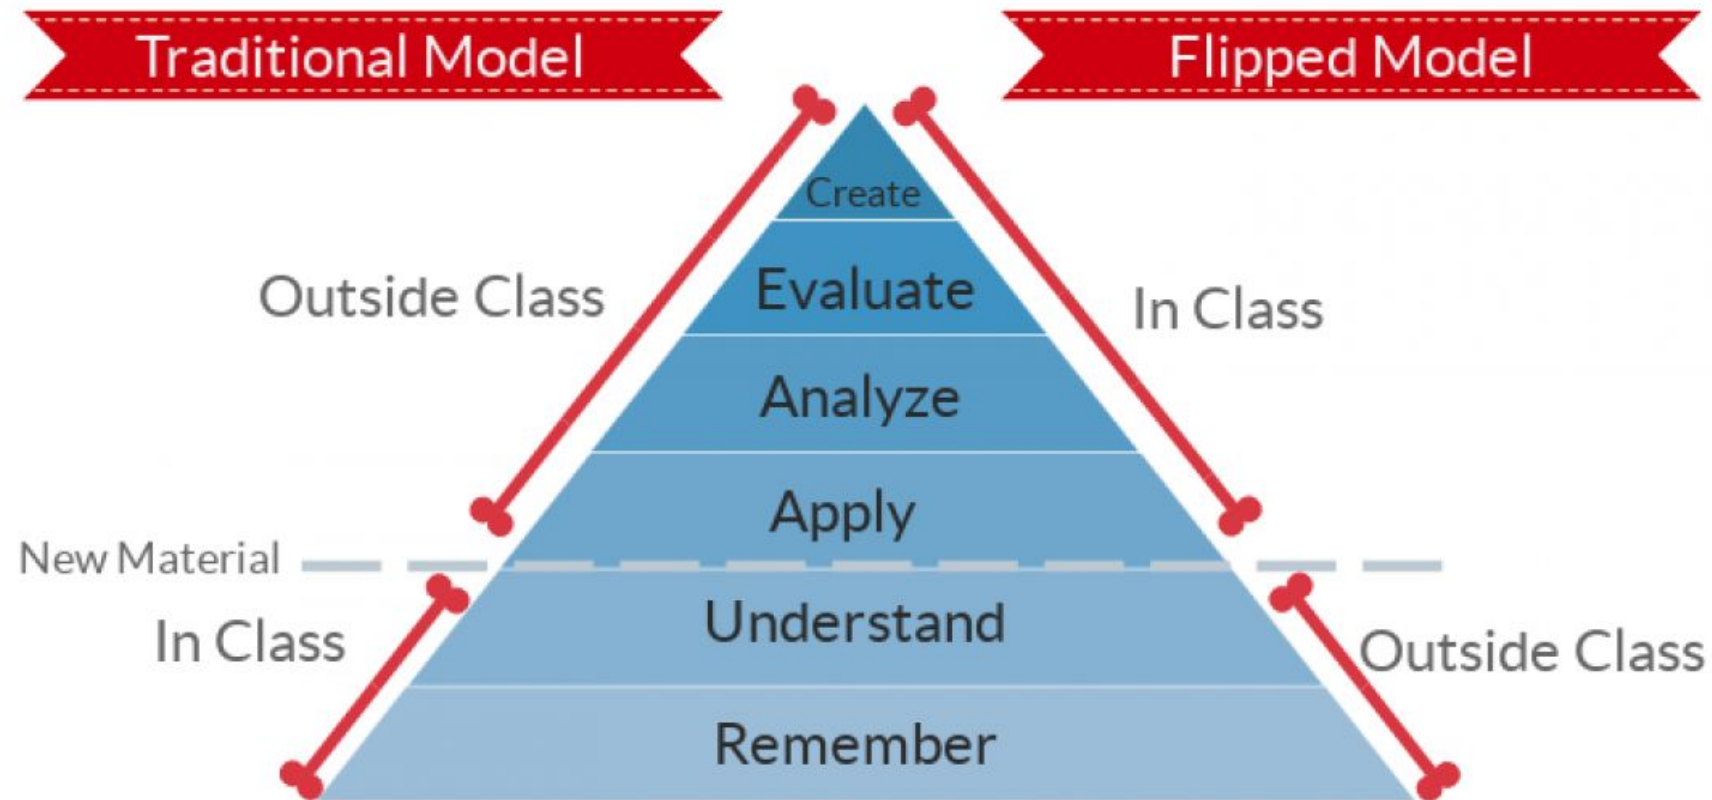 Traditional Model
Flipped Model
Create
Evaluate
Outside Class
In Class
Analyze
Apply
New Material
Understand
In Class
Outside Class
Remember